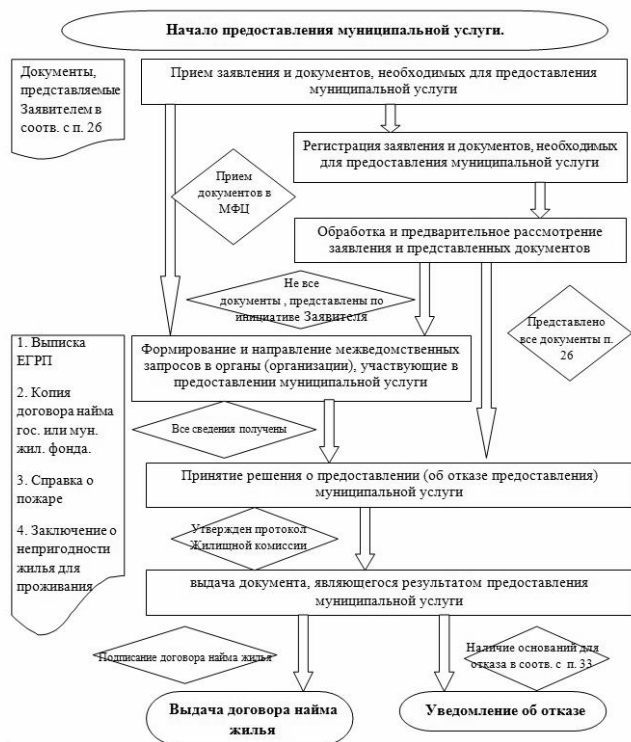 Начало предоставления муниципальной услуги.
Документы,
представляемые
Заявителем в
соотв. с п. 26
Прием заявления и документов, необходимых для предоставления
муниципальной услуги
Регистрация заявления и документов, необходимых
для предоставления муниципальной услуги
Прием
документов в
МФЦ
Обработка и предварительное рассмотрение
заявления и представленных документов
Не все
документы , представлены по
инициативе Заявителя
Представлено
все документы п.
26
1. Выписка
ЕГРП
2. Копия
договора найма
гос. или мун.
жил. фонда.
3. Справка о
пожаре
4. Заключение о
непригодности
жилья для
проживания
Формирование и направление межведомственных
запросов в органы (организации), участвующие в
предоставлении муниципальной услуги
Все сведения получены
Принятие решения о предоставлении (об отказе предоставления)
муниципальной услуги
Утвержден протокол
Жилищной комиссии
выдача документа, являющегося результатом предоставления
муниципальной услуги
Подписание договора найма жилья
Наличие оснований для
отказа в соотв. с п. 33
Выдача договора найма
жилья
Уведомление об отказе